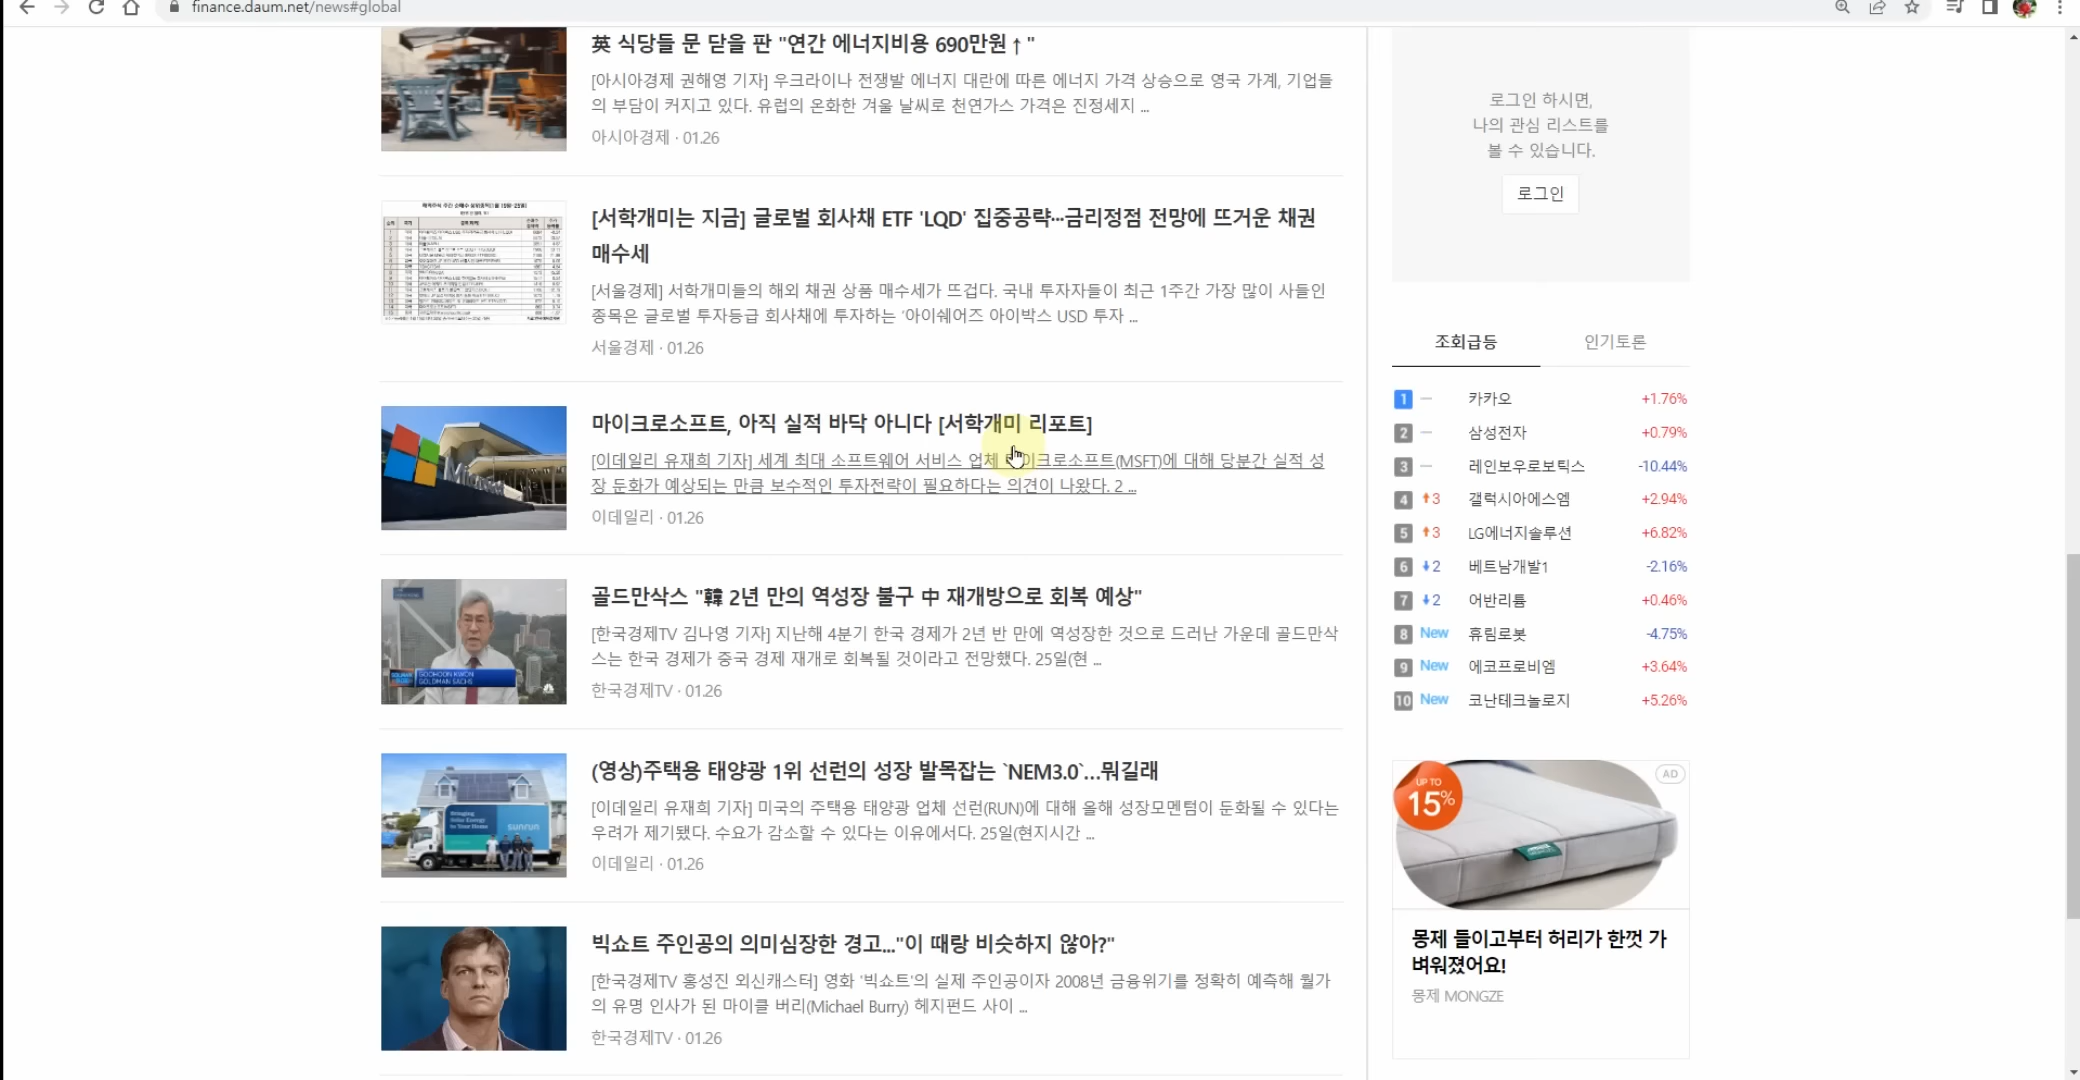 finance.daum.net/news#global
英 식당들 문 닫을 판 "연간 에너지비용 690만원↑"
[아시아경제 권해영 기자] 우크라이나 전쟁발 에너지 대란에 따른 에너지 가격 상승으로 영국 가계, 기업들
의 부담이 커지고 있다. 유럽의 온화한 겨울 날씨로 천연가스 가격은 진정세지 ...
아시아경제 · 01.26
[서학개미는 지금] 글로벌 회사채 ETF 'LQD' 집중공략···금리정점 전망에 뜨거운 채권
매수세
[서울경제] 서학개미들의 해외 채권 상품 매수세가 뜨겁다. 국내 투자자들이 최근 1주간 가장 많이 사들인
종목은 글로벌 투자등급 회사채에 투자하는 '아이쉐어즈 아이박스 USD 투자 ...
서울경제 · 01.26
마이크로소프트, 아직 실적 바닥 아니다 [서학개미 리포트]
[이데일리 유재희 기자] 세계 최대 소프트웨어 서비스 업체 마이크로소프트(MSFT)에 대해 당분간 실적 성
장 둔화가 예상되는 만큼 보수적인 투자전략이 필요하다는 의견이 나왔다. 2 ...
이데일리 · 01.26
골드만삭스 "韓 2년 만의 역성장 불구 中 재개방으로 회복 예상"
[한국경제TV 김나영 기자] 지난해 4분기 한국 경제가 2년 반 만에 역성장한 것으로 드러난 가운데 골드만삭
스는 한국 경제가 중국 경제 재개로 회복될 것이라고 전망했다. 25일(현 ...
한국경제TV · 01.26
GOOHOON KWON
GOLDMAN SACHS
(영상)주택용 태양광 1위 선런의 성장 발목잡는 `NEM3.0`…뭐길래
[이데일리 유재희 기자] 미국의 주택용 태양광 업체 선런(RUN)에 대해 올해 성장모멘텀이 둔화될 수 있다는
우려가 제기됐다. 수요가 감소할 수 있다는 이유에서다. 25일(현지시간 ...
이데일리 · 01.26
Bringing
Solar Energy
to Your Home
sunrun
빅쇼트 주인공의 의미심장한 경고..."이 때랑 비슷하지 않아?"
[한국경제TV 홍성진 외신캐스터] 영화 '빅쇼트'의 실제 주인공이자 2008년 금융위기를 정확히 예측해 월가
의 유명 인사가 된 마이클 버리(Michael Burry) 헤지펀드 사이 ...
한국경제TV · 01.26
로그인 하시면,
나의 관심 리스트를
볼 수 있습니다.
로그인
조회급등 인기토론
1 — 카카오 +1.76%
2 — 삼성전자 +0.79%
3 — 레인보우로보틱스 -10.44%
4 ↑3 갤럭시아에스엠 +2.94%
5 ↑3 LG에너지솔루션 +6.82%
6 ↓2 베트남개발1 -2.16%
7 ↓2 어반리튬 +0.46%
8 New 휴림로봇 -4.75%
9 New 에코프로비엠 +3.64%
10 New 코난테크놀로지 +5.26%
AD
UP TO
15%
몽제 들이고부터 허리가 한껏 가
벼워졌어요!
몽제 MONGZE